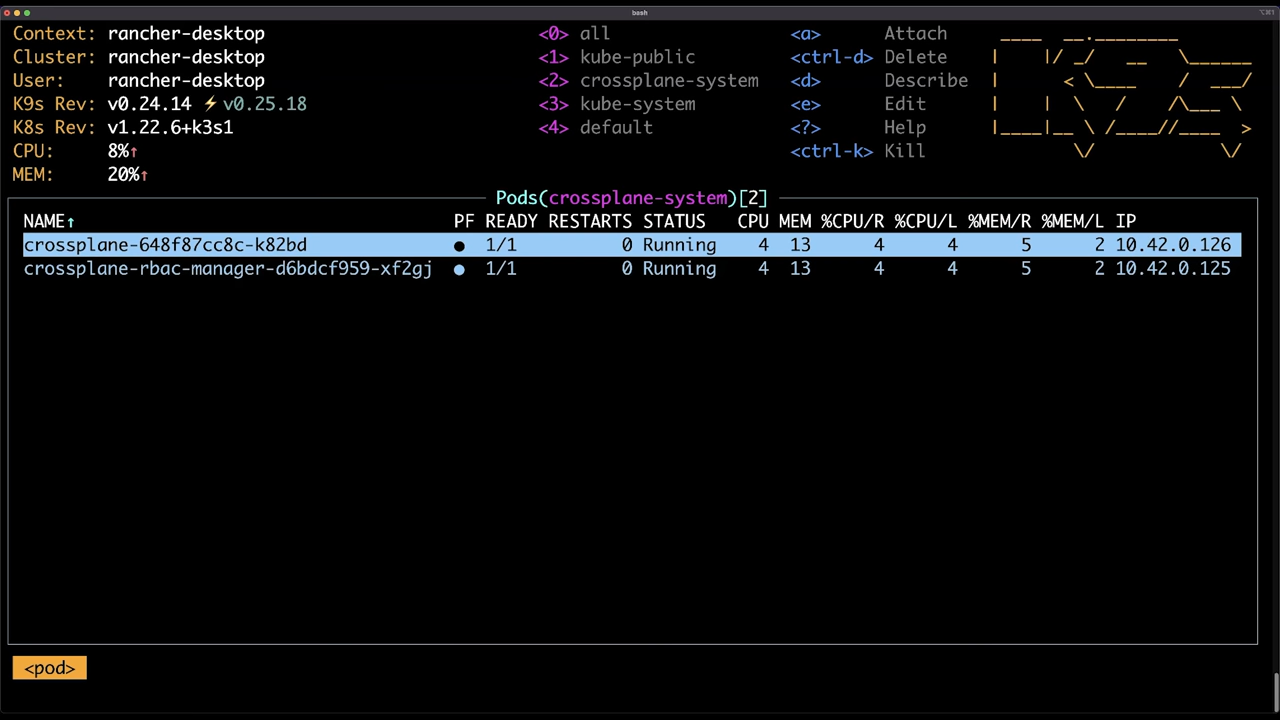 bash
⌥⌘1
Context: rancher-desktop <0> all <a> Attach
Cluster: rancher-desktop <1> kube-public <ctrl-d> Delete
User: rancher-desktop <2> crossplane-system <d> Describe
K9s Rev: v0.24.14 ⚡v0.25.18 <3> kube-system <e> Edit
K8s Rev: v1.22.6+k3s1 <4> default <?> Help
CPU: 8%↑ <ctrl-k> Kill
MEM: 20%↑
Pods(crossplane-system)[2]
NAME↑ PF READY RESTARTS STATUS CPU MEM %CPU/R %CPU/L %MEM/R %MEM/L IP
crossplane-648f87cc8c-k82bd ● 1/1 0 Running 4 13 4 4 5 2 10.42.0.126
crossplane-rbac-manager-d6bdcf959-xf2gj ● 1/1 0 Running 4 13 4 4 5 2 10.42.0.125
<pod>